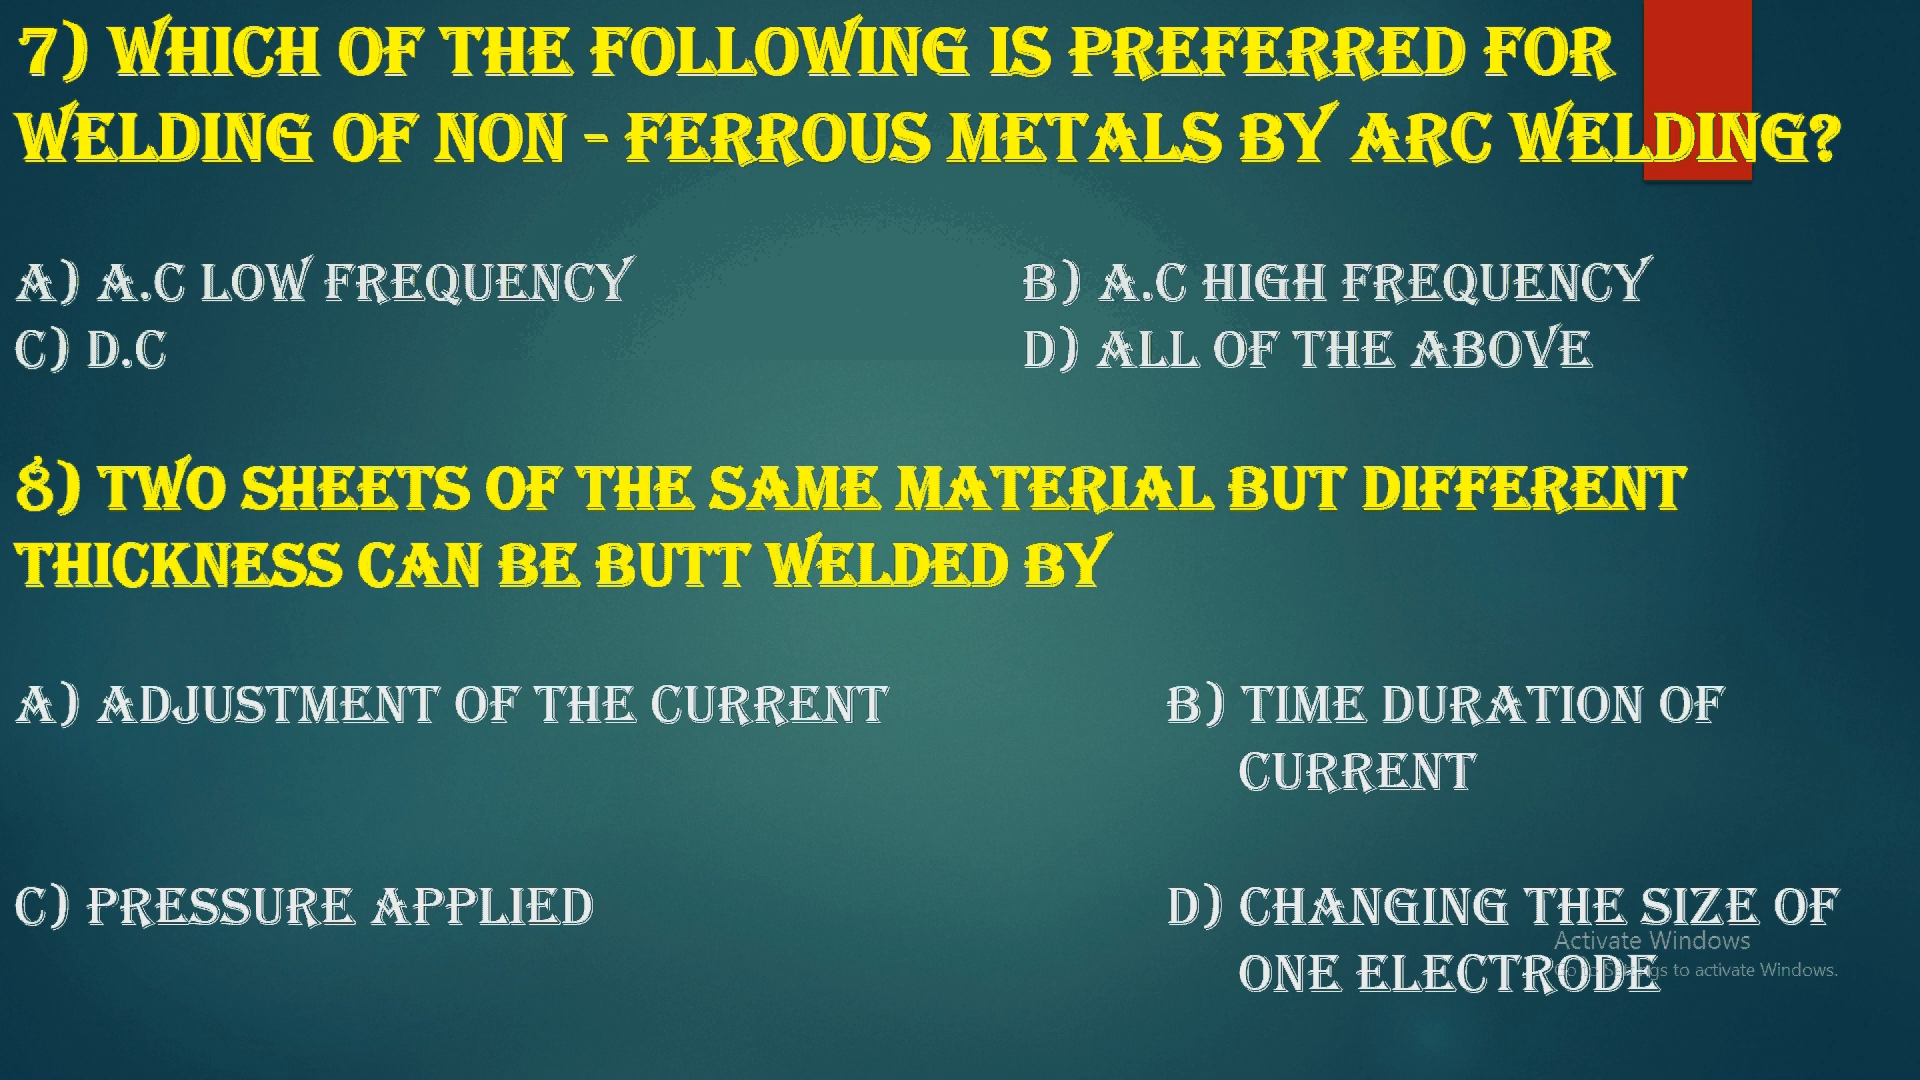 7) WHICH OF THE FOLLOWING IS PREFERRED FOR
WELDING OF NON - FERROUS METALS BY ARC WELDING?
A) A.C LOW FREQUENCY B) A.C HIGH FREQUENCY
C) D.C D) ALL OF THE ABOVE
8) TWO SHEETS OF THE SAME MATERIAL BUT DIFFERENT
THICKNESS CAN BE BUTT WELDED BY
A) ADJUSTMENT OF THE CURRENT B) TIME DURATION OF
CURRENT
C) PRESSURE APPLIED D) CHANGING THE SIZE OF
ONE ELECTRODE
Activate Windows
Go to Settings to activate Windows.